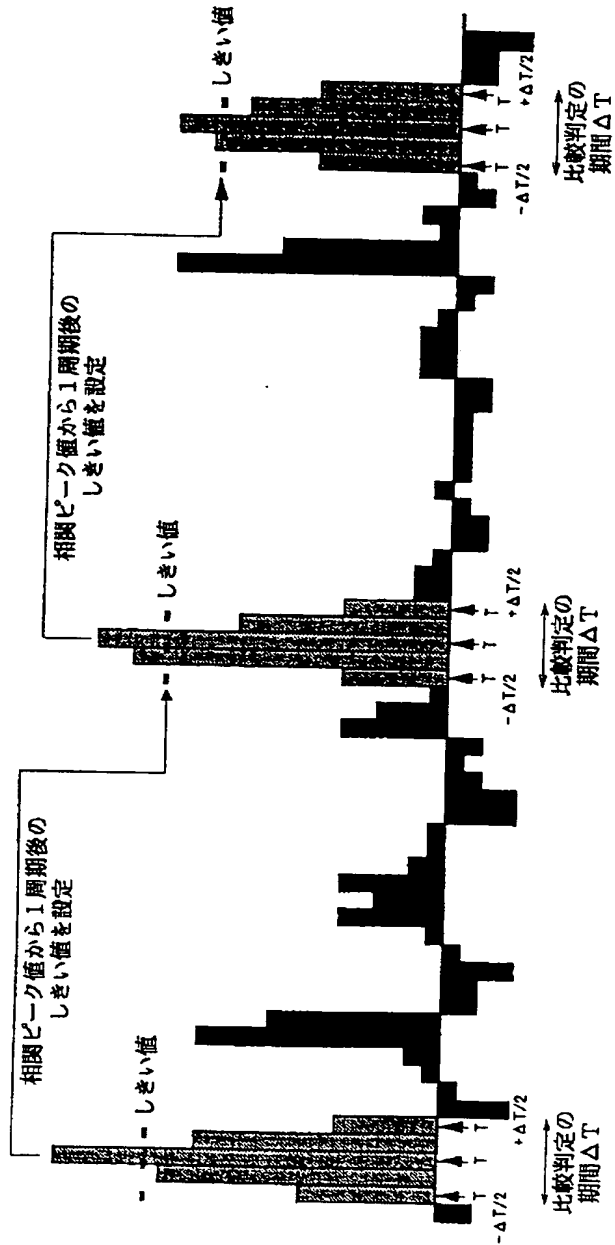 相関ピーク値から1周期後の
しきい値を設定
しきい値
-ΔT/2
T
T
T
+ΔT/2
比較判定の
期間ΔT
相関ピーク値から1周期後の
しきい値を設定
しきい値
-ΔT/2
T
T
T
+ΔT/2
比較判定の
期間ΔT
しきい値
-ΔT/2
T
T
T
+ΔT/2
比較判定の
期間ΔT